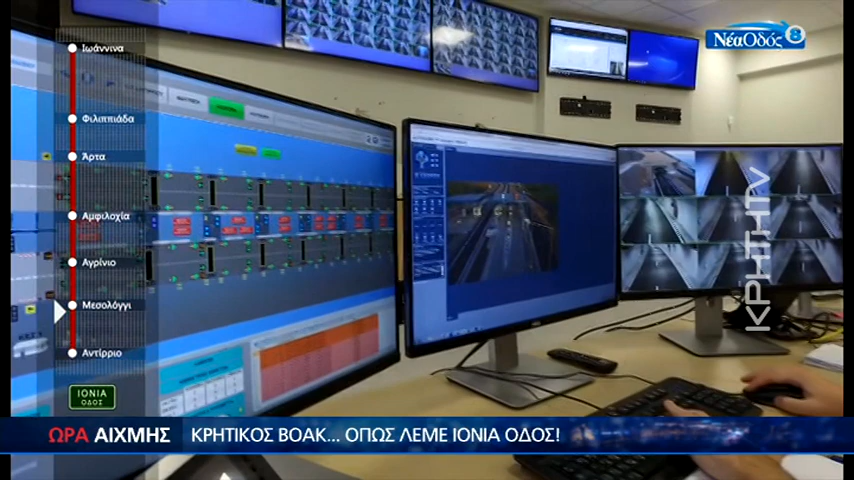 ΝέαΟδός 8
Ιωάννινα
Φιλιππιάδα
Άρτα
Αμφιλοχία
Αγρίνιο
Μεσολόγγι
Αντίρριο
ΙΟΝΙΑ
ΟΔΟΣ
ΚΡΗΤΗTV
ΩΡΑ ΑΙΧΜΗΣ
ΚΡΗΤΙΚΟΣ ΒΟΑΚ... ΟΠΩΣ ΛΕΜΕ ΙΟΝΙΑ ΟΔΟΣ!